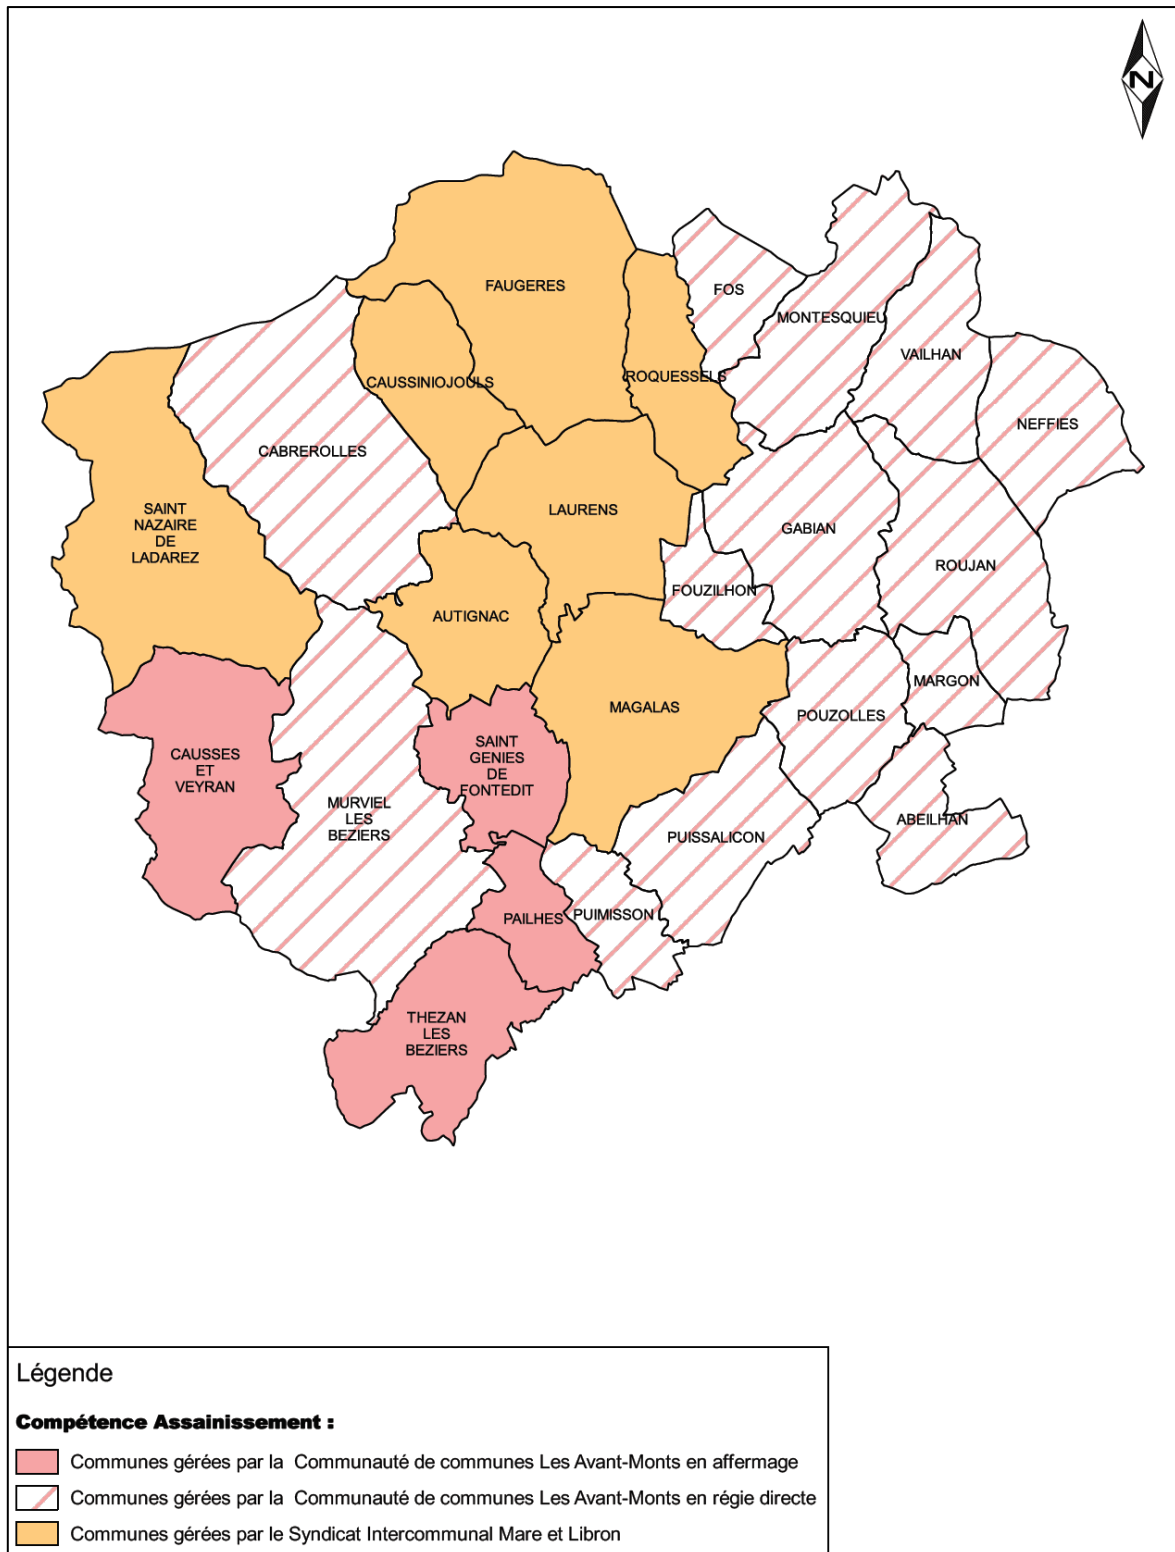 N
FAUGERES
FOS
MONTESQUIEU
VAILHAN
CAUSSINIOJOULS
ROQUESSELS
NEFFIES
CABREROLLES
SAINT
NAZAIRE
DE
LADAREZ
LAURENS
GABIAN
ROUJAN
FOUZILHON
AUTIGNAC
MARGON
MAGALAS
POUZOLLES
SAINT
GENIES
DE
FONTEDIT
CAUSSES
ET
VEYRAN
MURVIEL
LES
BEZIERS
PUISSALICON
ABEILHAN
PAILHES
PUIMISSON
THEZAN
LES
BEZIERS
Légende
Compétence Assainissement :
Communes gérées par la Communauté de communes Les Avant-Monts en affermage
Communes gérées par la Communauté de communes Les Avant-Monts en régie directe
Communes gérées par le Syndicat Intercommunal Mare et Libron